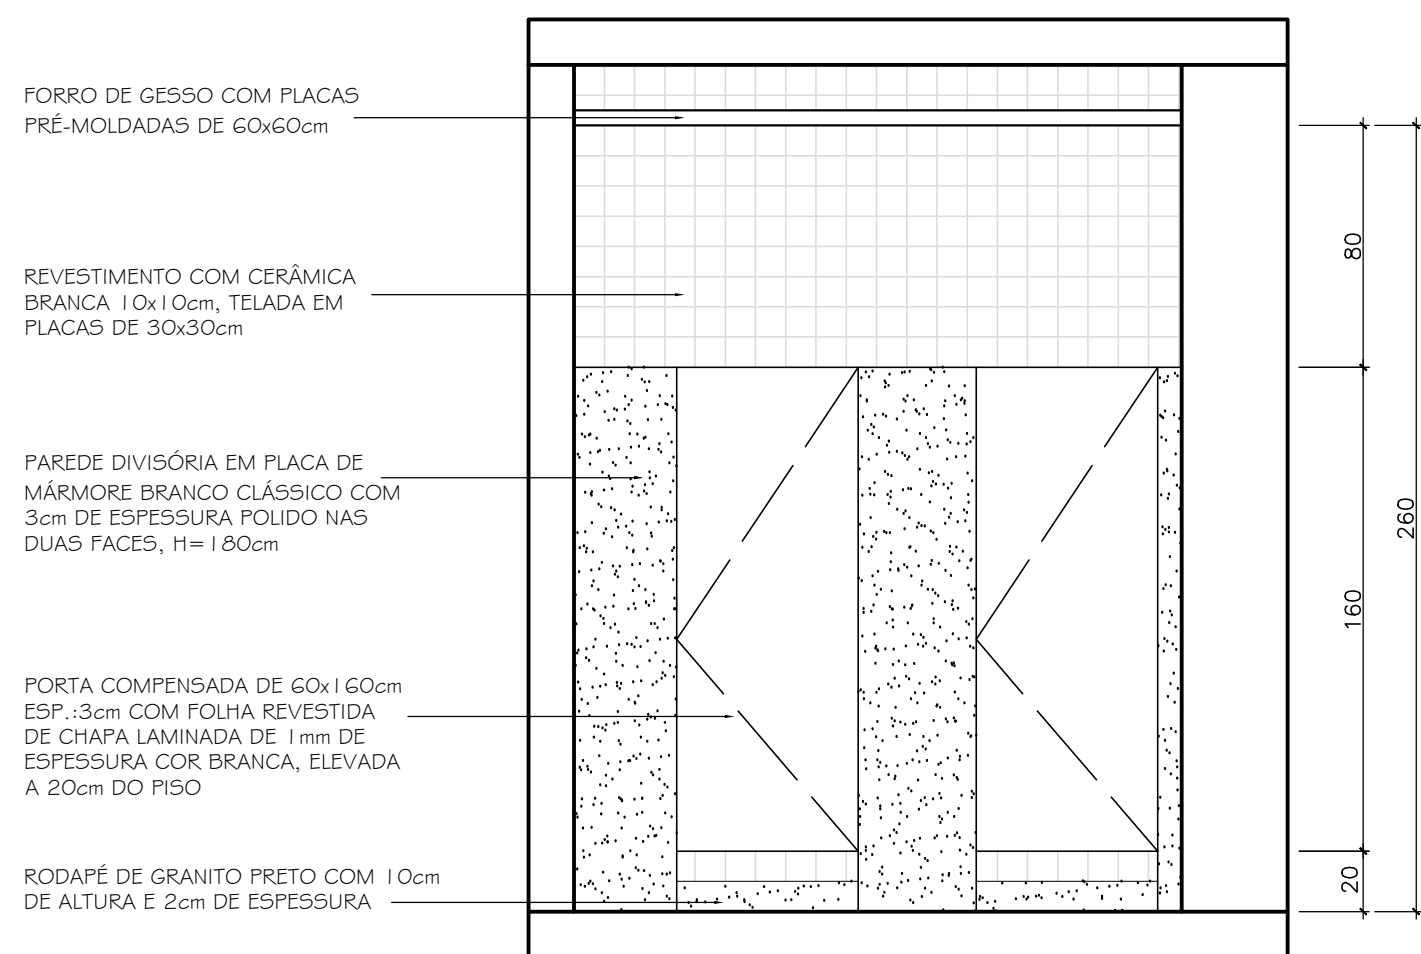 FORRO DE GESSO COM PLACAS
PRÉ-MOLDADAS DE 60x60cm
REVESTIMENTO COM CERÂMICA
BRANCA 10x10cm, TELADA EM
PLACAS DE 30x30cm
PAREDE DIVISÓRIA EM PLACA DE
MÁRMORE BRANCO CLÁSSICO COM
3cm DE ESPESSURA POLIDO NAS
DUAS FACES, H=180cm
PORTA COMPENSADA DE 60x160cm
ESP.:3cm COM FOLHA REVESTIDA
DE CHAPA LAMINADA DE 1mm DE
ESPESSURA COR BRANCA, ELEVADA
A 20cm DO PISO
RODAPÉ DE GRANITO PRETO COM 10cm
DE ALTURA E 2cm DE ESPESSURA
80
160
20
260